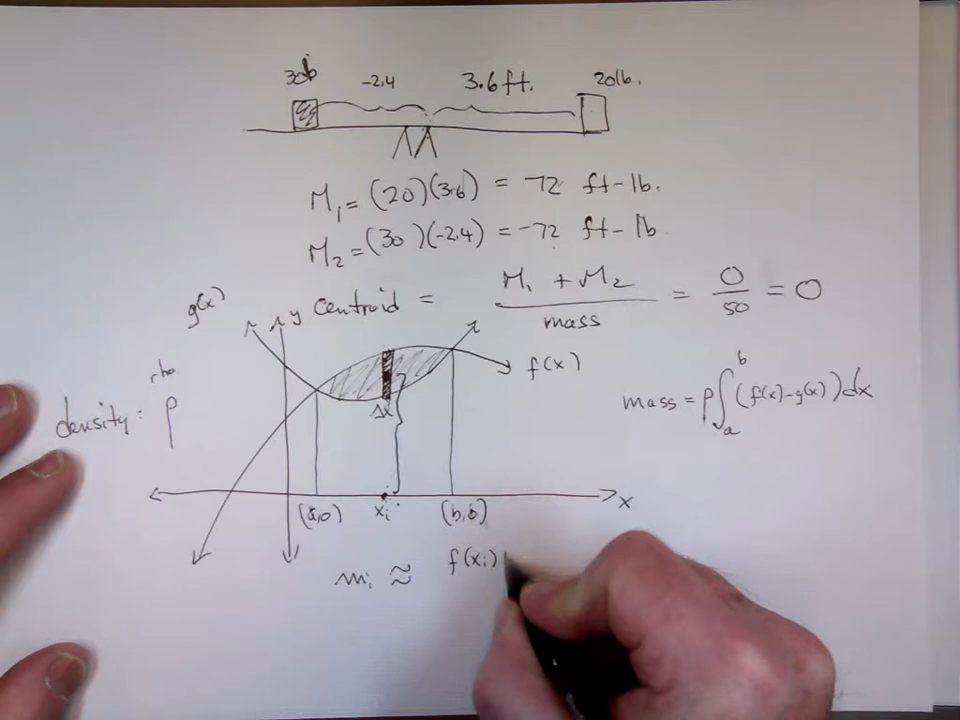 30lb -2.4 3.6 ft. 20lb.
M₁ = (20)(3.6) = 72 ft-lb.
M₂ = (30)(-2.4) = -72 ft-lb
centroid = M₁ + M₂ / mass = 0/50 = 0
g(x) y
f(x)
rho
density: ρ
mass = ρ∫ₐᵇ(f(x)-g(x))dx
Δx
x
(a,0) xᵢ (b,0)
mᵢ ≈ f(xᵢ)